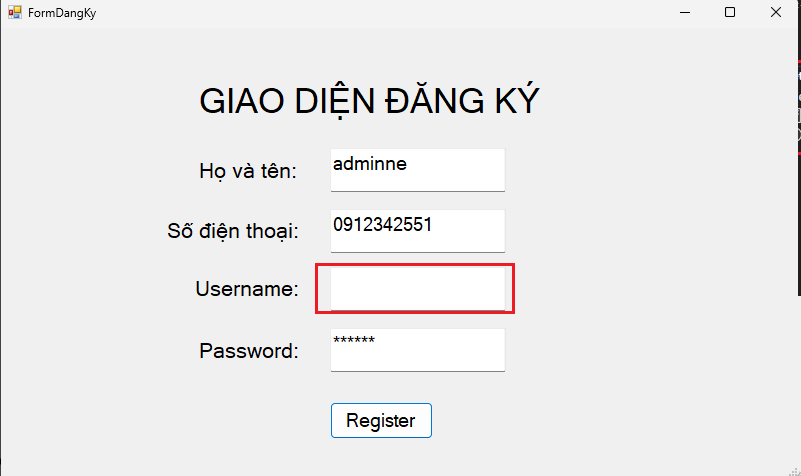 FormDangKy
GIAO DIỆN ĐĂNG KÝ
Họ và tên: adminne
Số điện thoại: 0912342551
Username:
Password: ******
Register